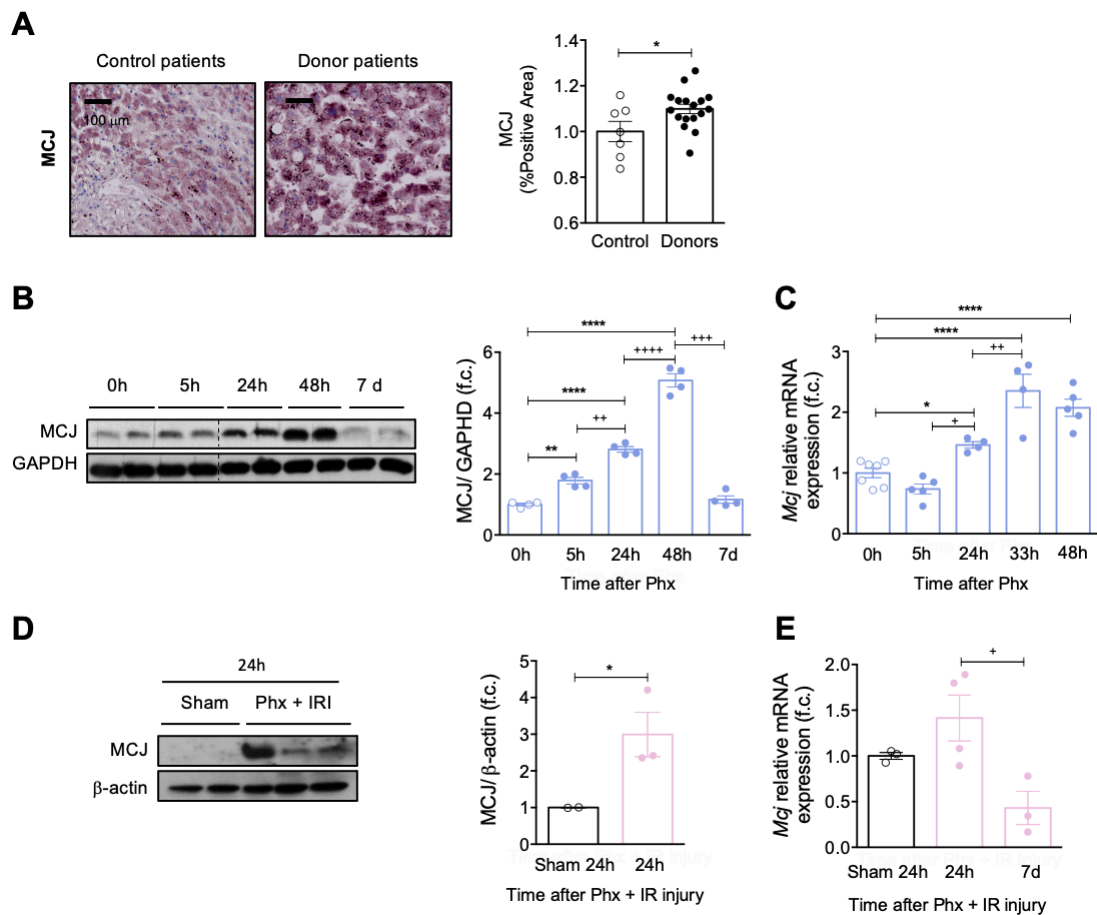 A
Control patients
Donor patients
MCJ
100 μm
MCJ
(%Positive Area)
1.4
1.2
1.0
0.8
0.6
*
Control
Donors
B
0h
5h
24h
48h
7 d
MCJ
GAPDH
MCJ/ GAPHD (f.c.)
6
4
2
0
****
+++
++++
****
++
**
0h
5h
24h
48h
7d
Time after Phx
C
Mcj relative mRNA
expression (f.c.)
3
2
1
0
****
****
++
*
+
0h
5h
24h
33h
48h
Time after Phx
D
24h
Sham
Phx + IRI
MCJ
β-actin
MCJ/ β-actin (f.c.)
5
4
3
2
1
0
*
Sham 24h
24h
Time after Phx + IR injury
E
Mcj relative mRNA
expression (f.c.)
2.0
1.5
1.0
0.5
0.0
+
Sham 24h
24h
7d
Time after Phx + IR injury